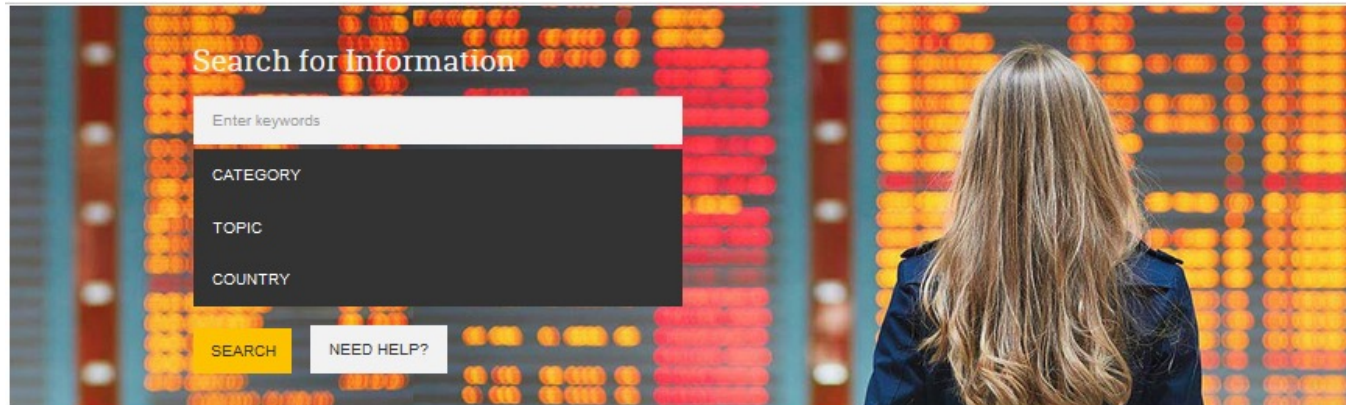 Search for Information
Enter keywords
CATEGORY
TOPIC
COUNTRY
SEARCH
NEED HELP?